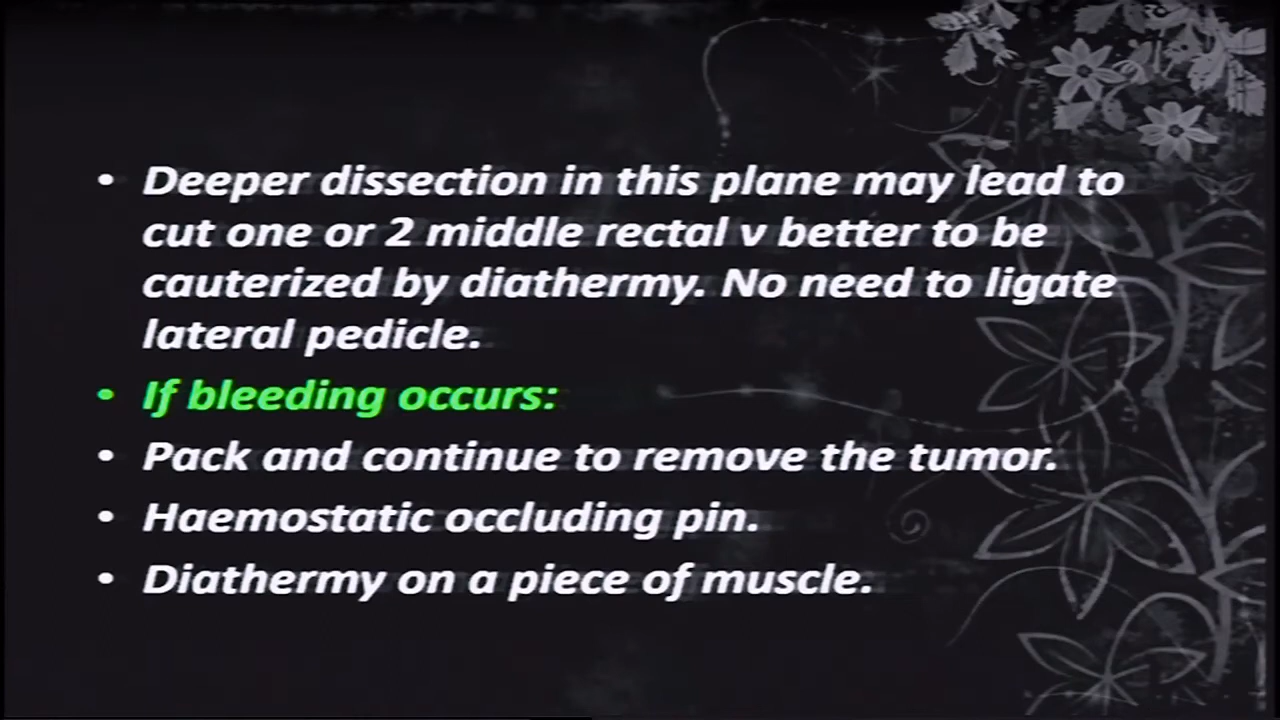 • Deeper dissection in this plane may lead to
cut one or 2 middle rectal v better to be
cauterized by diathermy. No need to ligate
lateral pedicle.
• If bleeding occurs:
• Pack and continue to remove the tumor.
• Haemostatic occluding pin.
• Diathermy on a piece of muscle.